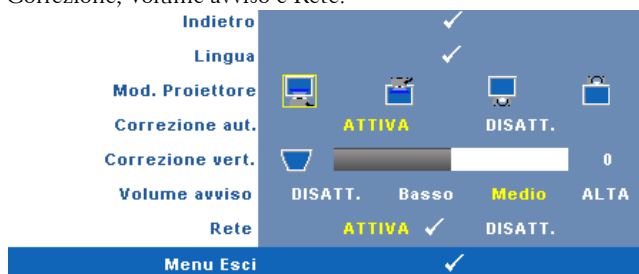 Correzione, Volume avviso e Rete.
Indietro
Lingua
Mod. Proiettore
Correzione aut. ATTIVA DISATT.
Correzione vert. 0
Volume avviso DISATT. Basso Medio ALTA
Rete ATTIVA DISATT.
Menu Esci